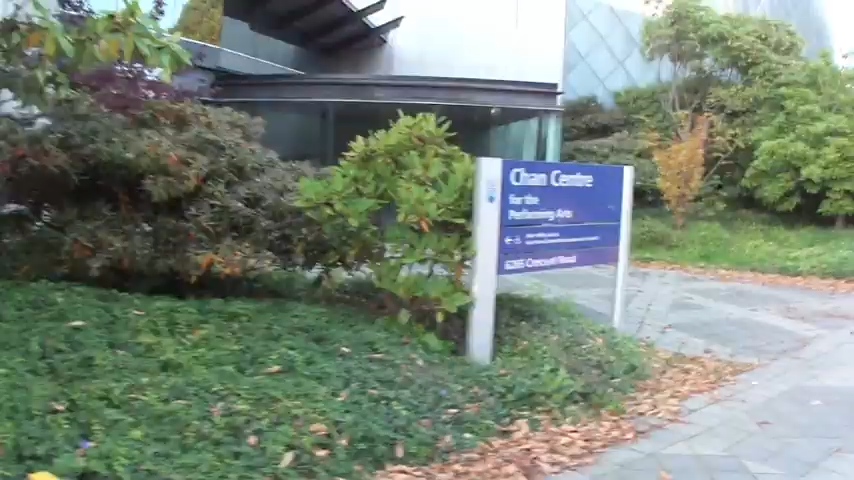 Chan Centre
for the
Performing Arts
6265 Crescent Road